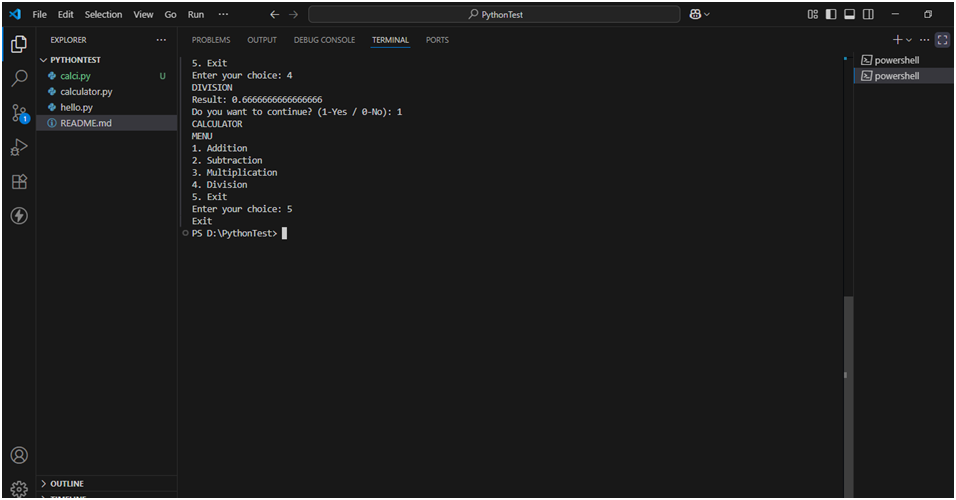 File Edit Selection View Go Run ··· PythonTest
EXPLORER ···
PYTHONTEST
calci.py U
calculator.py
hello.py
README.md
1
OUTLINE
TIMELINE
PROBLEMS OUTPUT DEBUG CONSOLE TERMINAL PORTS
5. Exit
Enter your choice: 4
DIVISION
Result: 0.6666666666666666
Do you want to continue? (1-Yes / 0-No): 1
CALCULATOR
MENU
1. Addition
2. Subtraction
3. Multiplication
4. Division
5. Exit
Enter your choice: 5
Exit
PS D:\PythonTest>
powershell
powershell